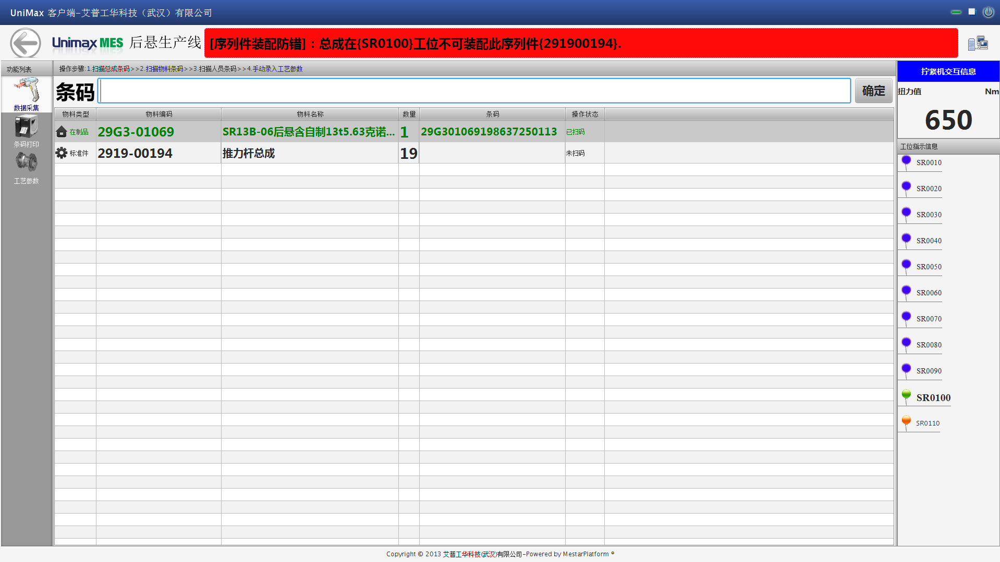 UniMax 客户端-艾普工华科技（武汉）有限公司
Unimax MES 后悬生产线
[序列件装配防错]：总成在{SR0100}工位不可装配此序列件{291900194}.
功能列表
数据采集
条码打印
工艺参数
操作步骤:1.扫描总成条码>>2.扫描物料条码>>3.扫描人员条码>>4.手动录入工艺参数
条码
确定
物料类型 物料编码 物料名称 数量 条码 操作状态
在制品 29G3-01069 SR13B-06后悬含自制13t5.63克诺... 1 29G301069198637250113 已扫码
标准件 2919-00194 推力杆总成 19 未扫码
拧紧机交互信息
扭力值 Nm
650
工位指示信息
SR0010
SR0020
SR0030
SR0040
SR0050
SR0060
SR0070
SR0080
SR0090
SR0100
SR0110
Copyright © 2013 艾普工华科技(武汉)有限公司-Powered by MestarPlatform ®